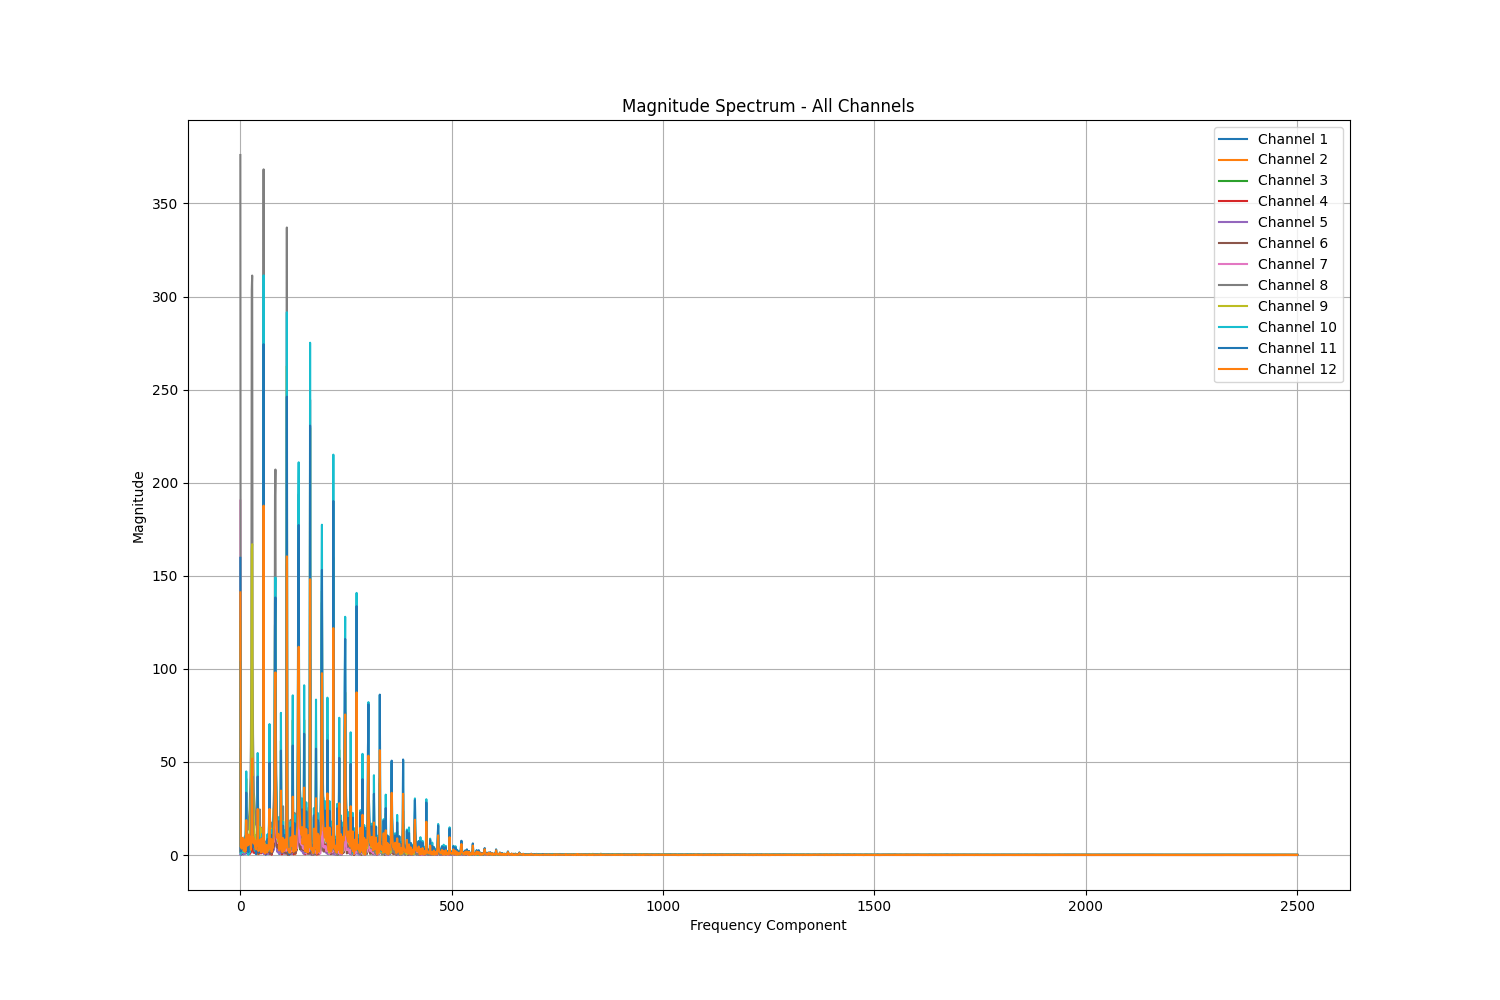 Magnitude Spectrum - All Channels
Magnitude
350
300
250
200
150
100
50
0
0 500 1000 1500 2000 2500
Frequency Component
Channel 1
Channel 2
Channel 3
Channel 4
Channel 5
Channel 6
Channel 7
Channel 8
Channel 9
Channel 10
Channel 11
Channel 12